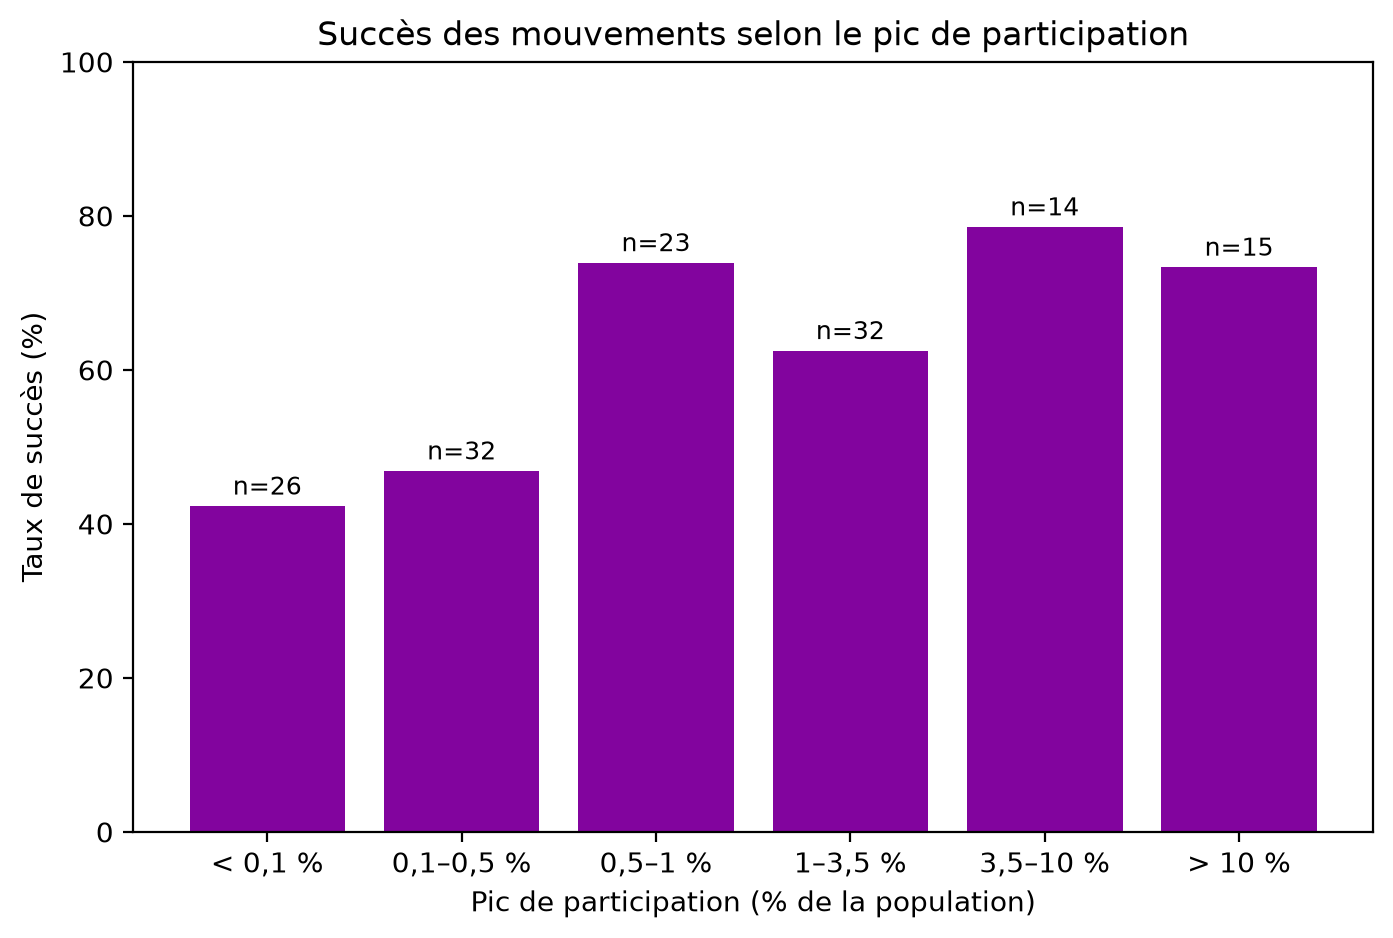 Succès des mouvements selon le pic de participation
Taux de succès (%)
100
80
60
40
20
0
n=26
n=32
n=23
n=32
n=14
n=15
< 0,1 %
0,1–0,5 %
0,5–1 %
1–3,5 %
3,5–10 %
> 10 %
Pic de participation (% de la population)